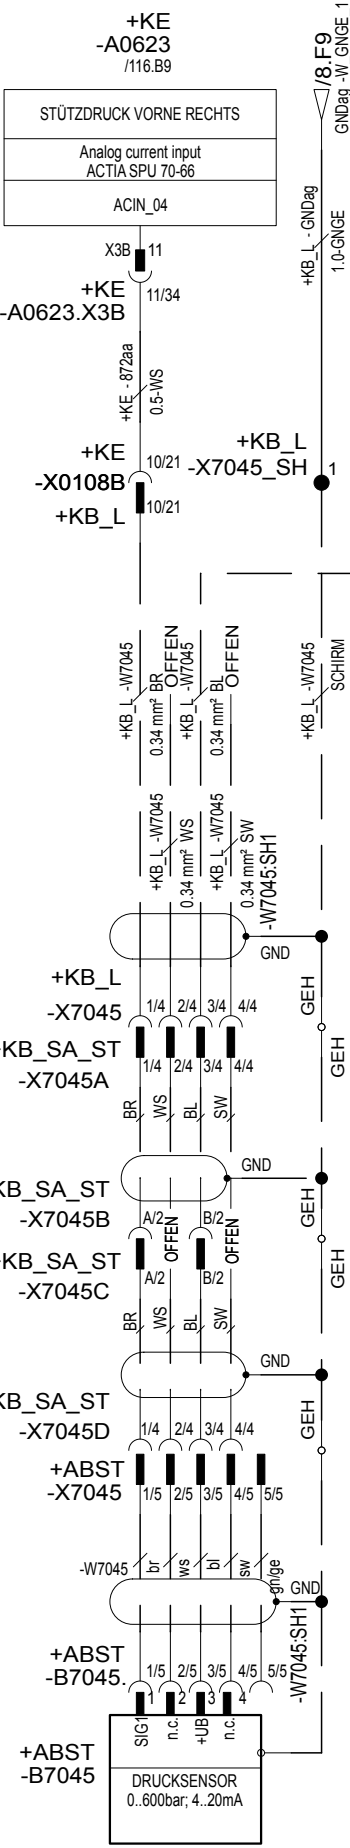 +KE
-A0623
/116.B9
/8.F9
GNDag -W GNGE 1
STÜTZDRUCK VORNE RECHTS
Analog current input
ACTIA SPU 70-66
ACIN_04
X3B 11
+KE 11/34
-A0623.X3B
+KB_L - GNDag
1.0-GNGE
+KE - 872aa
0.5-WS
+KE 10/21
-X0108B
+KB_L 10/21
+KB_L
-X7045_SH 1
+KB_L -W7045
0.34 mm² BR
OFFEN
+KB_L -W7045
0.34 mm² BL
OFFEN
+KB_L -W7045
SCHIRM
+KB_L -W7045
0.34 mm² WS
+KB_L -W7045
0.34 mm² SW
-W7045:SH1
GND
+KB_L
-X7045 1/4 2/4 3/4 4/4
GEH
KB_SA_ST
-X7045A 1/4 2/4 3/4 4/4
GEH
BR WS BL SW
GND
KB_SA_ST
-X7045B A/2 OFFEN B/2 OFFEN
GEH
KB_SA_ST
-X7045C A/2 B/2
GEH
BR WS BL SW
GND
KB_SA_ST
-X7045D 1/4 2/4 3/4 4/4
GEH
+ABST
-X7045 1/5 2/5 3/5 4/5 5/5
-W7045 br ws bl sw gn/ge
GND
-W7045:SH1
+ABST
-B7045. 1/5 2/5 3/5 4/5 5/5
1 2 3 4
SIG1 n.c. +UB n.c.
+ABST
-B7045
DRUCKSENSOR
0..600bar; 4..20mA